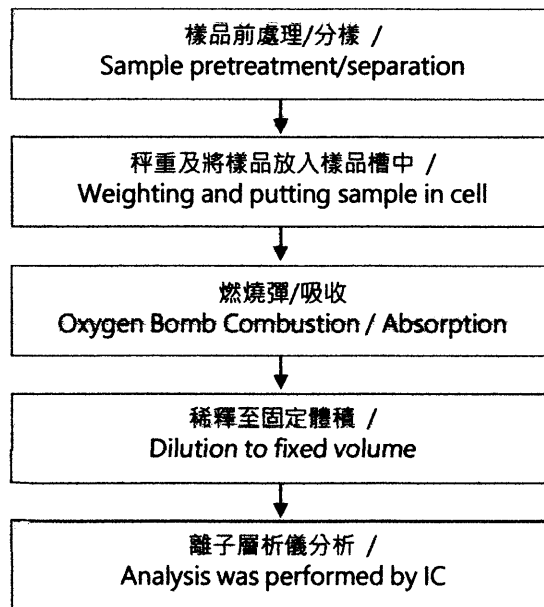 樣品前處理/分樣 /
Sample pretreatment/separation
秤重及將樣品放入樣品槽中 /
Weighting and putting sample in cell
燃燒彈/吸收
Oxygen Bomb Combustion / Absorption
稀釋至固定體積 /
Dilution to fixed volume
離子層析儀分析 /
Analysis was performed by IC